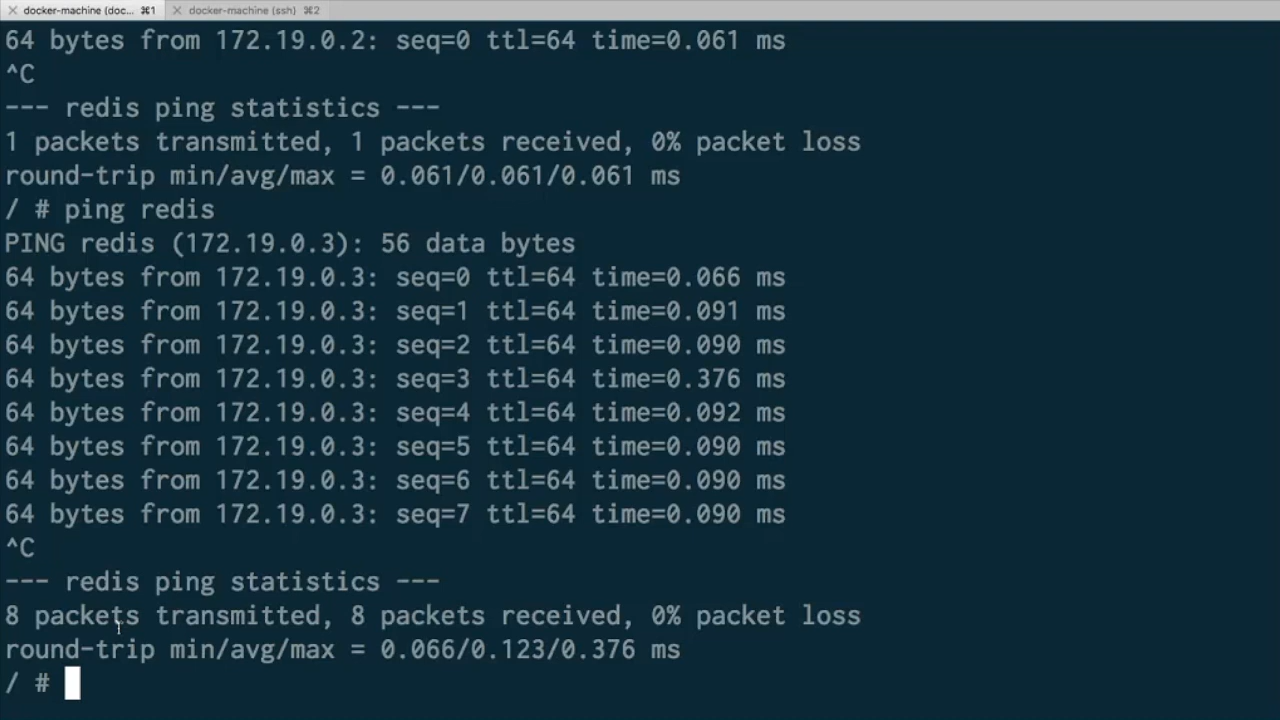 docker-machine (doc... ⌘1
docker-machine (ssh) ⌘2
64 bytes from 172.19.0.2: seq=0 ttl=64 time=0.061 ms
^C
--- redis ping statistics ---
1 packets transmitted, 1 packets received, 0% packet loss
round-trip min/avg/max = 0.061/0.061/0.061 ms
/ # ping redis
PING redis (172.19.0.3): 56 data bytes
64 bytes from 172.19.0.3: seq=0 ttl=64 time=0.066 ms
64 bytes from 172.19.0.3: seq=1 ttl=64 time=0.091 ms
64 bytes from 172.19.0.3: seq=2 ttl=64 time=0.090 ms
64 bytes from 172.19.0.3: seq=3 ttl=64 time=0.376 ms
64 bytes from 172.19.0.3: seq=4 ttl=64 time=0.092 ms
64 bytes from 172.19.0.3: seq=5 ttl=64 time=0.090 ms
64 bytes from 172.19.0.3: seq=6 ttl=64 time=0.090 ms
64 bytes from 172.19.0.3: seq=7 ttl=64 time=0.090 ms
^C
--- redis ping statistics ---
8 packets transmitted, 8 packets received, 0% packet loss
round-trip min/avg/max = 0.066/0.123/0.376 ms
/ #